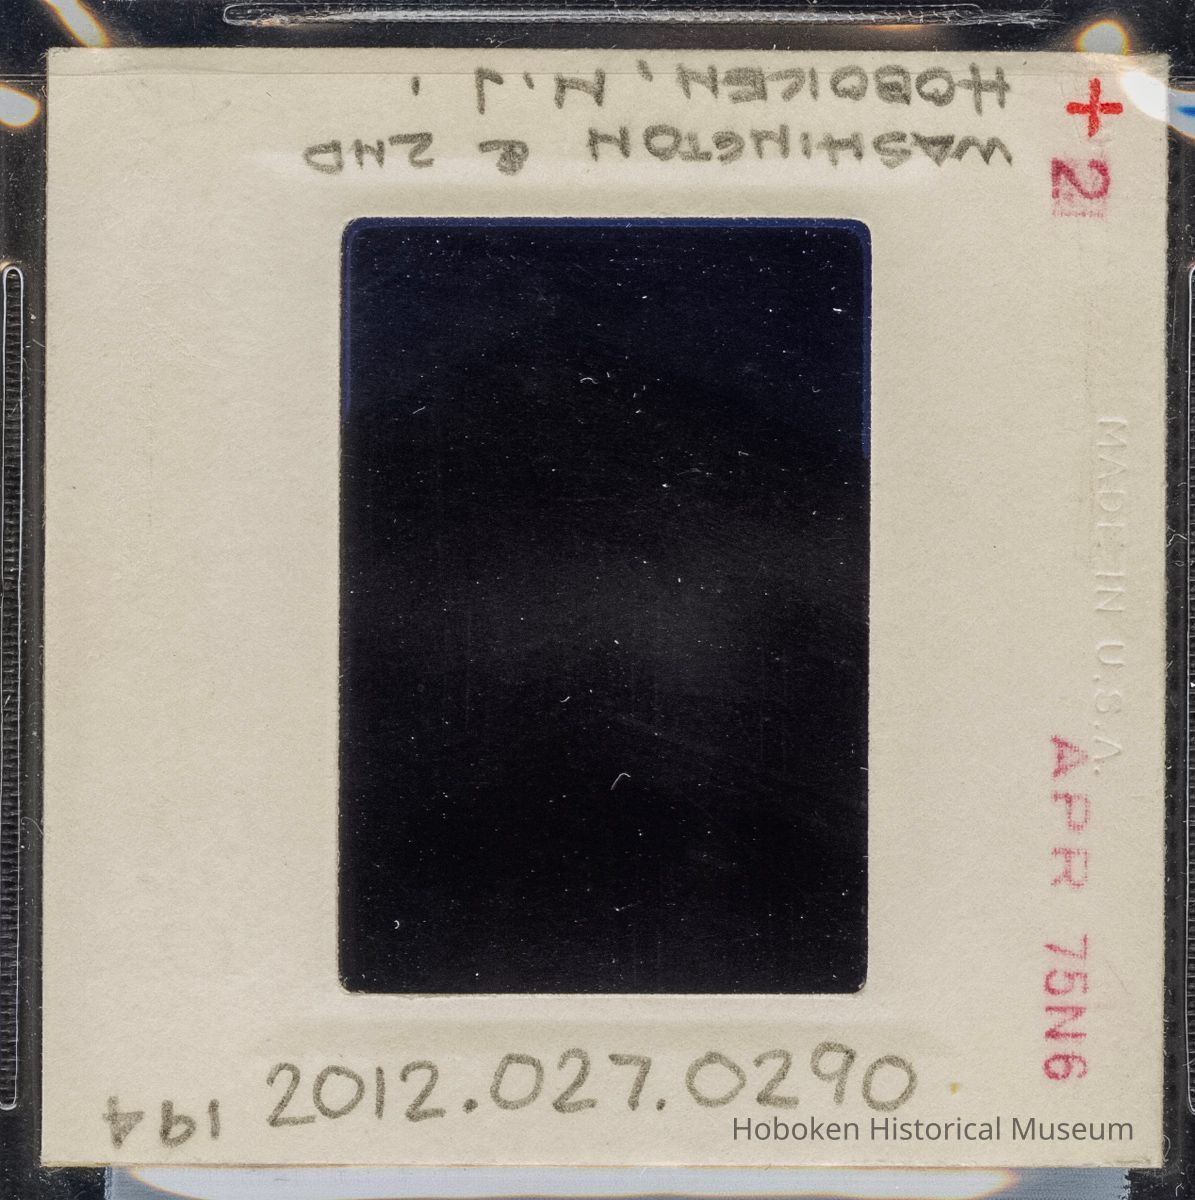 WASHINGTON & 2ND
HOBOKEN, N.J.
+
2
MADE IN U.S.A.
APR 75N6
2012.027.0290
194
Hoboken Historical Museum